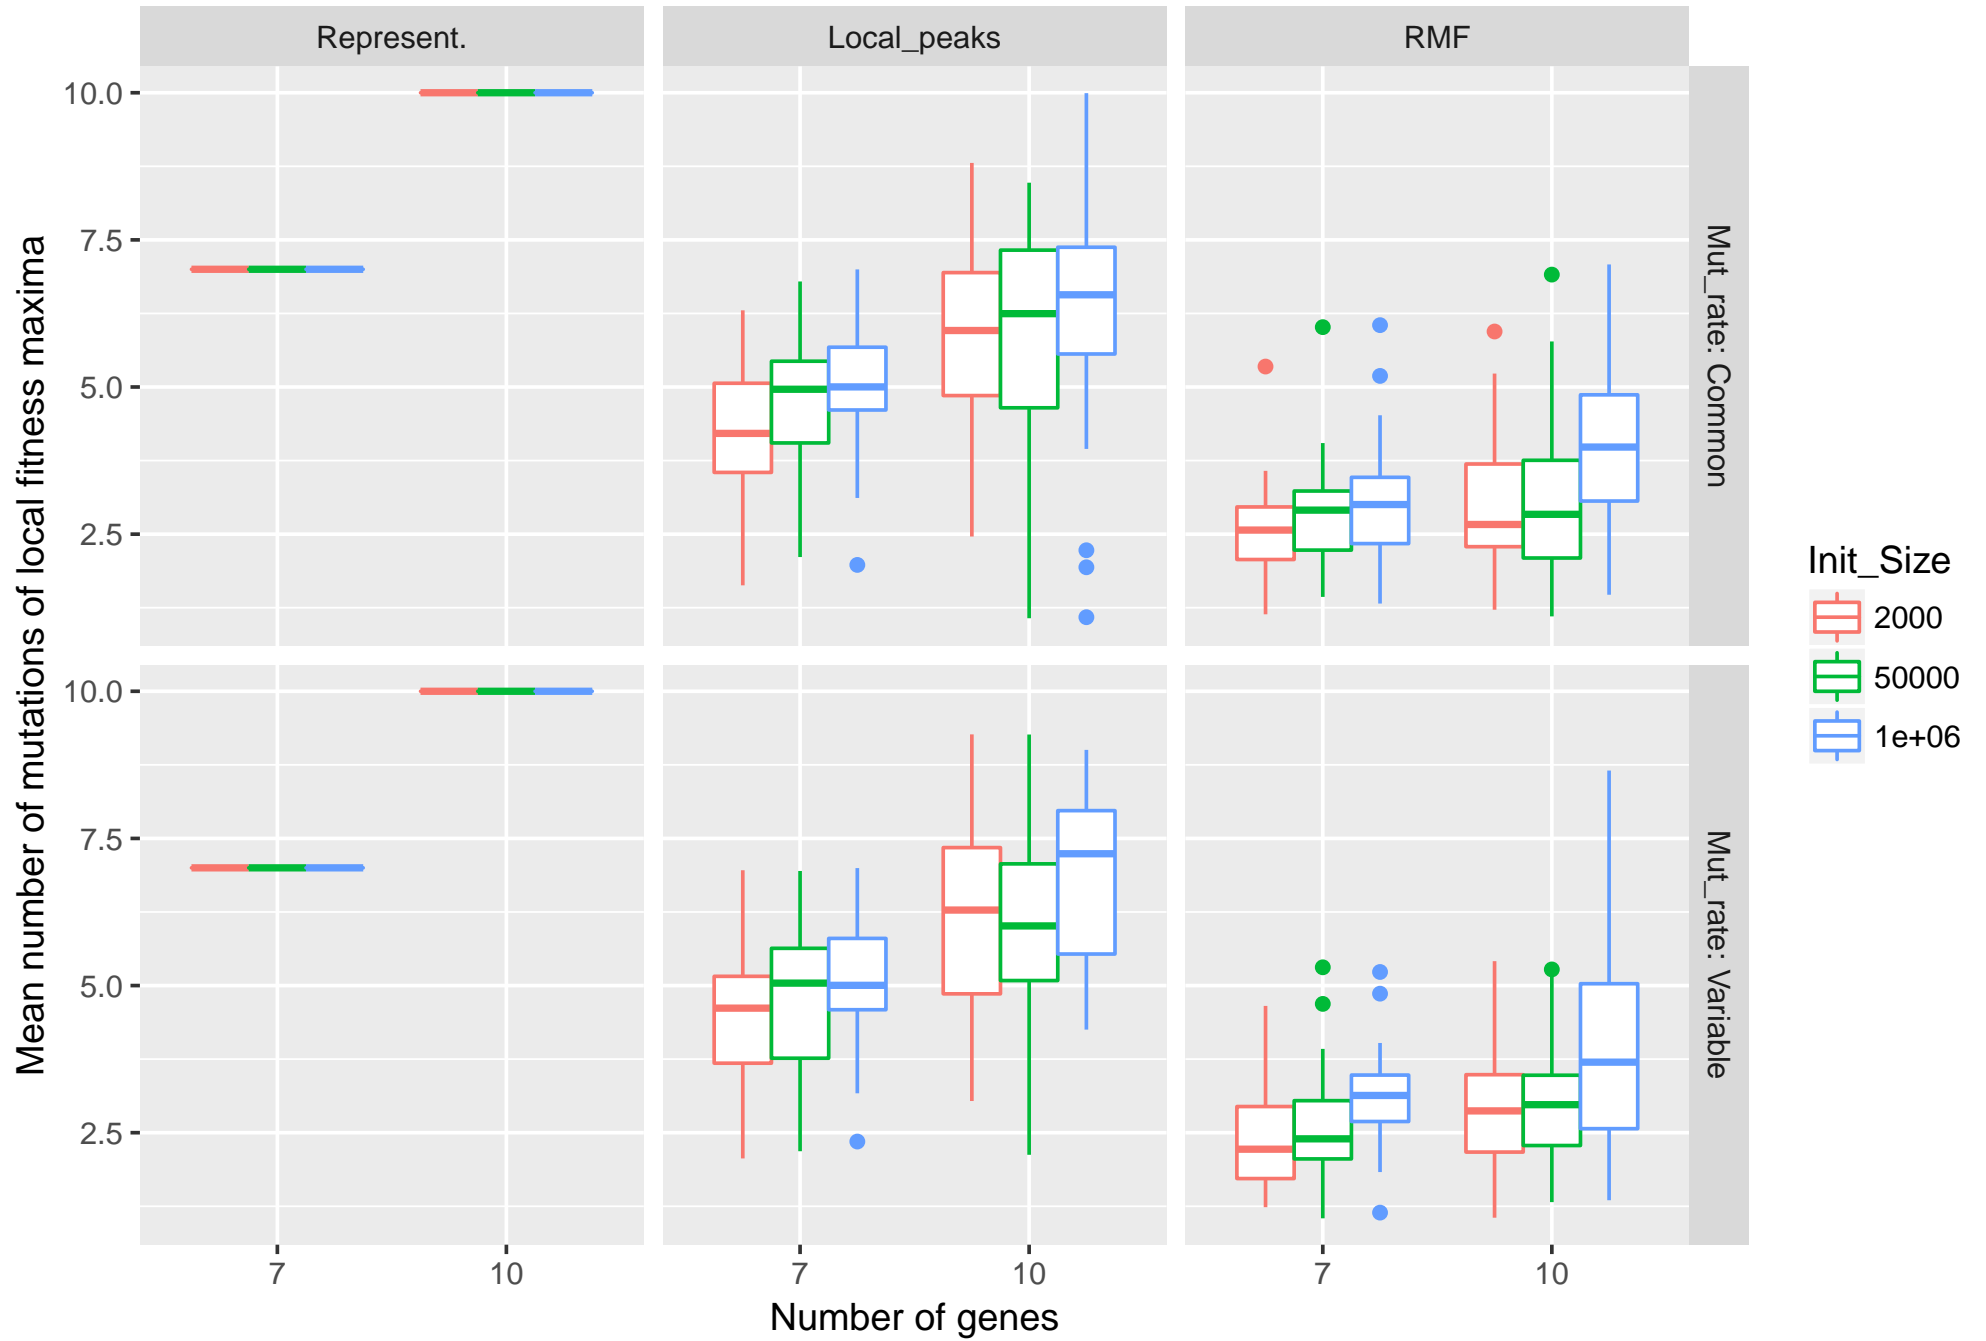 Represent.
Local_peaks
RMF
10.0
7.5
5.0
2.5
Mut_rate: Common
10.0
7.5
5.0
2.5
Mut_rate: Variable
Mean number of mutations of local fitness maxima
7
10
7
10
7
10
Number of genes
Init_Size
2000
50000
1e+06